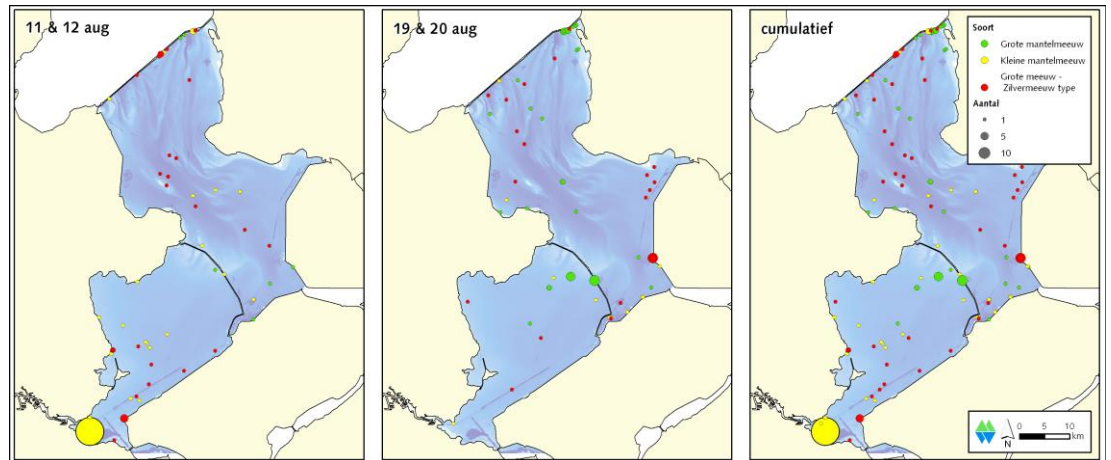 11 & 12 aug
19 & 20 aug
cumulatief
Soort
Grote mantelmeeuw
Kleine mantelmeeuw
Grote meeuw -
Zilvermeeuw type
Aantal
1
5
10
N
0 5 10
km